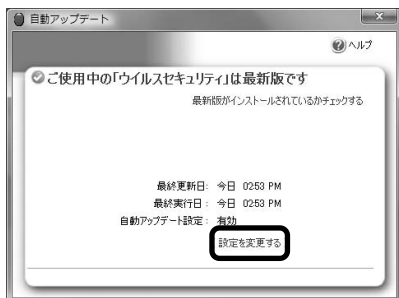 自動アップデート
ヘルプ
ご使用中の「ウイルスセキュリティ」は最新版です
最新版がインストールされているかチェックする
最終更新日: 今日 0253 PM
最終実行日: 今日 0253 PM
自動アップデート設定: 有効
設定を変更する